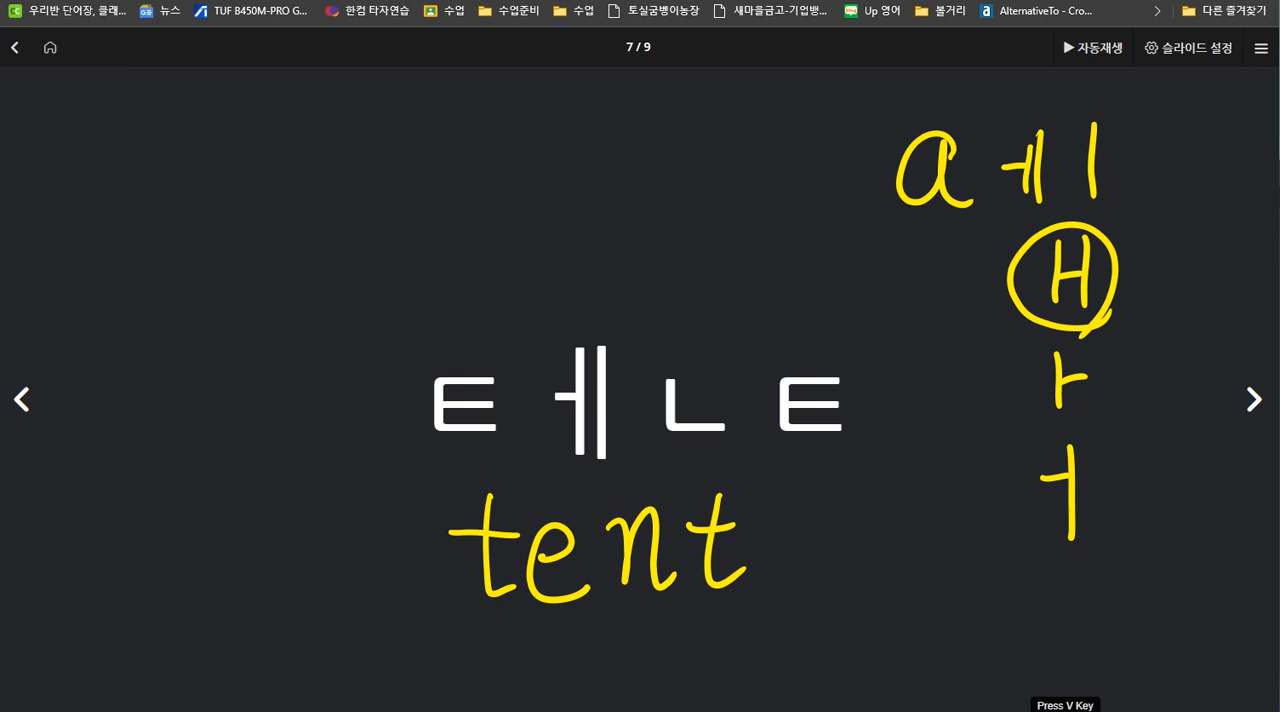 우리반 단어장, 클래... 뉴스 TUF B450M-PRO G... 한컴 타자연습 수업 수업준비 수업 토실굼벵이농장 새마을금고-기업뱅... Up 영어 볼거리 AlternativeTo - Cro... 다른 즐겨찾기
7 / 9 자동재생 슬라이드 설정
a ㅔㅣ
ㅐ
ㅏ
ㅓ
ㅌ ㅔ ㄴ ㅌ
tent
Press V Key